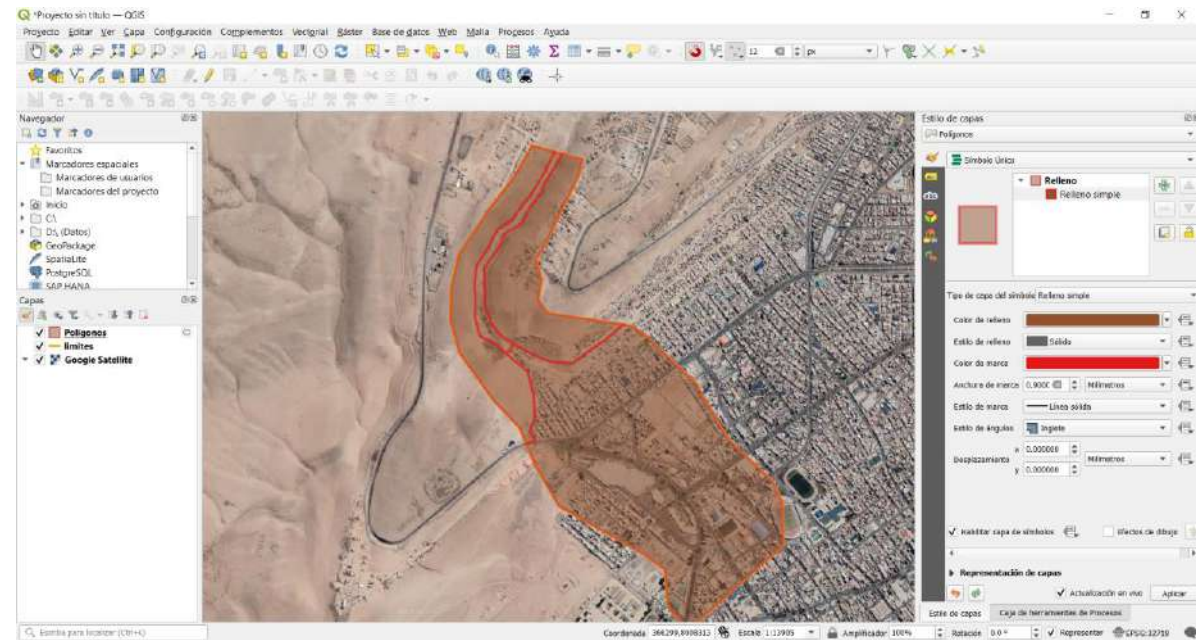 *Proyecto sin título — QGIS
Proyecto Editar Ver Capa Configuración Complementos Vectorial Ráster Base de datos Web Malla Procesos Ayuda
12 px
Navegador
Favoritos
Marcadores espaciales
Marcadores de usuarios
Marcadores del proyecto
Inicio
C:\
D:\ (Datos)
GeoPackage
SpatiaLite
PostgreSQL
SAP HANA
Capas
Poligonos
limites
Google Satellite
Estilo de capas
Poligonos
Símbolo Único
Relleno
Relleno simple
Tipo de capa del símbolo Relleno simple
Color de relleno
Estilo de relleno Sólido
Color de marca
Anchura de marca Milímetros
Estilo de marca Línea sólida
Estilo de ángulos Inglete
x 0.000000
Desplazamiento Milímetros
y 0.000000
Habilitar capa de símbolos Efectos de dibujo
Representación de capas
Actualización en vivo Aplicar
Estilo de capas Caja de herramientas de Procesos
Escriba para localizar (Ctrl+K) Coordenada Escala 1:13905 Amplificador 100% Rotación 0.0 ° Representar EPSG:32719